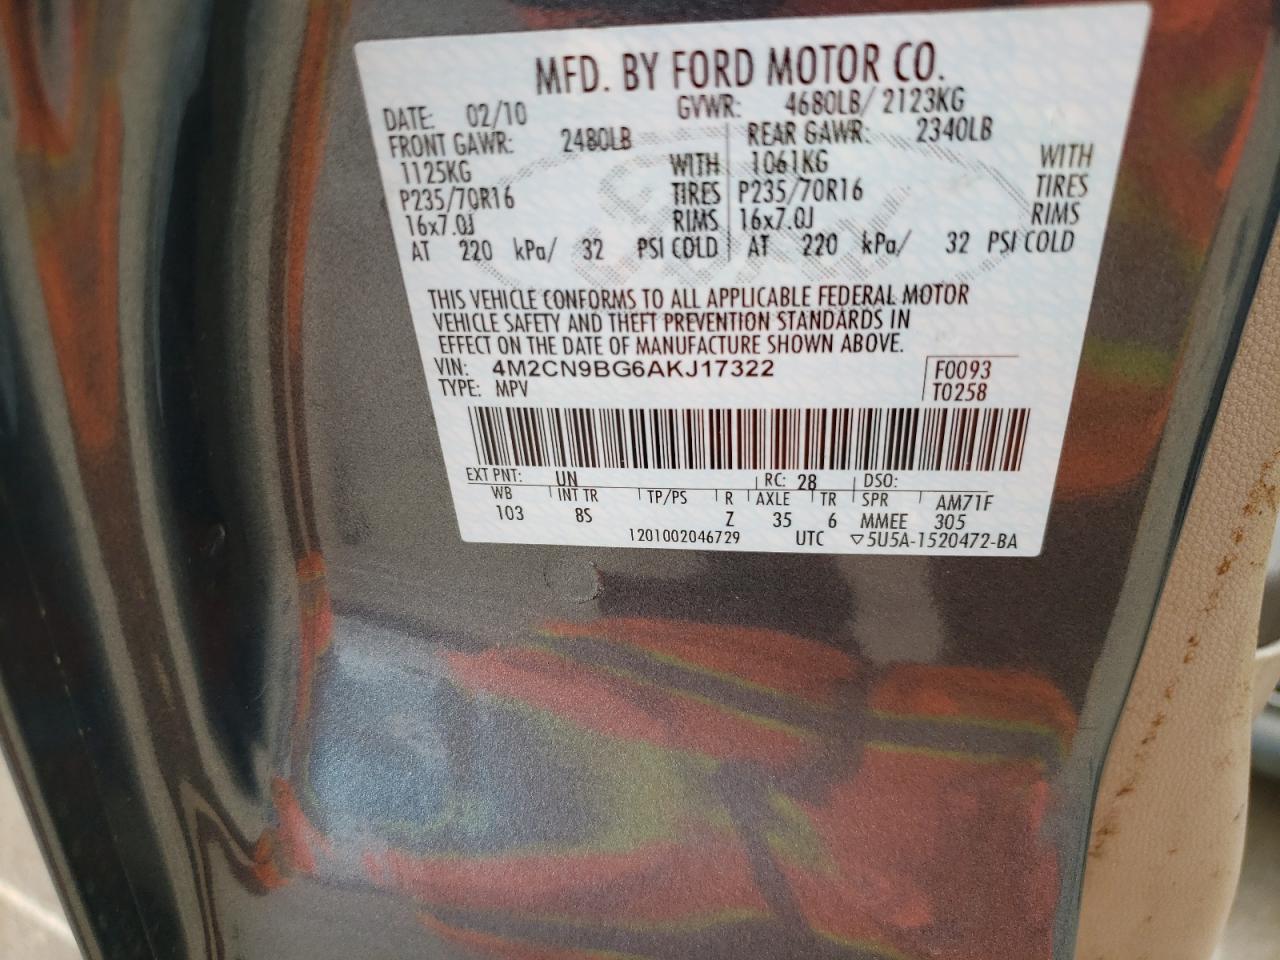 MFD. BY FORD MOTOR CO.
DATE: 02/10 GVWR: 4680LB/ 2123KG
FRONT GAWR: 2480LB REAR GAWR: 2340LB
1125KG WITH 1061KG WITH
P235/70R16 TIRES P235/70R16 TIRES
16x7.0J RIMS 16x7.0J RIMS
AT 220 kPa/ 32 PSI COLD AT 220 kPa/ 32 PSI COLD
THIS VEHICLE CONFORMS TO ALL APPLICABLE FEDERAL MOTOR
VEHICLE SAFETY AND THEFT PREVENTION STANDARDS IN
EFFECT ON THE DATE OF MANUFACTURE SHOWN ABOVE.
VIN: 4M2CN9BG6AKJ17322 F0093
TYPE: MPV T0258
EXT PNT: UN RC: 28 DSO:
WB INT TR TP/PS R AXLE TR SPR AM71F
103 8S Z 35 6 MMEE 305
1201002046729 UTC ▽5U5A-1520472-BA